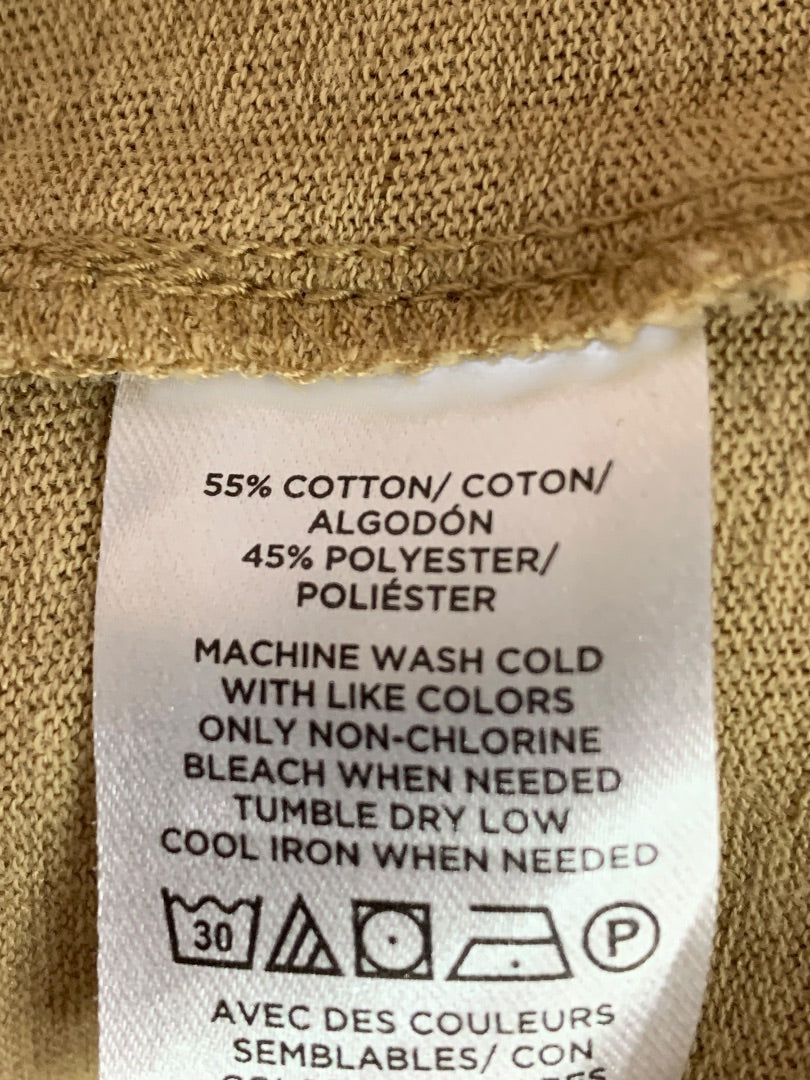 55% COTTON/ COTON/
ALGODÓN
45% POLYESTER/
POLIÉSTER
MACHINE WASH COLD
WITH LIKE COLORS
ONLY NON-CHLORINE
BLEACH WHEN NEEDED
TUMBLE DRY LOW
COOL IRON WHEN NEEDED
30 P
AVEC DES COULEURS
SEMBLABLES/ CON